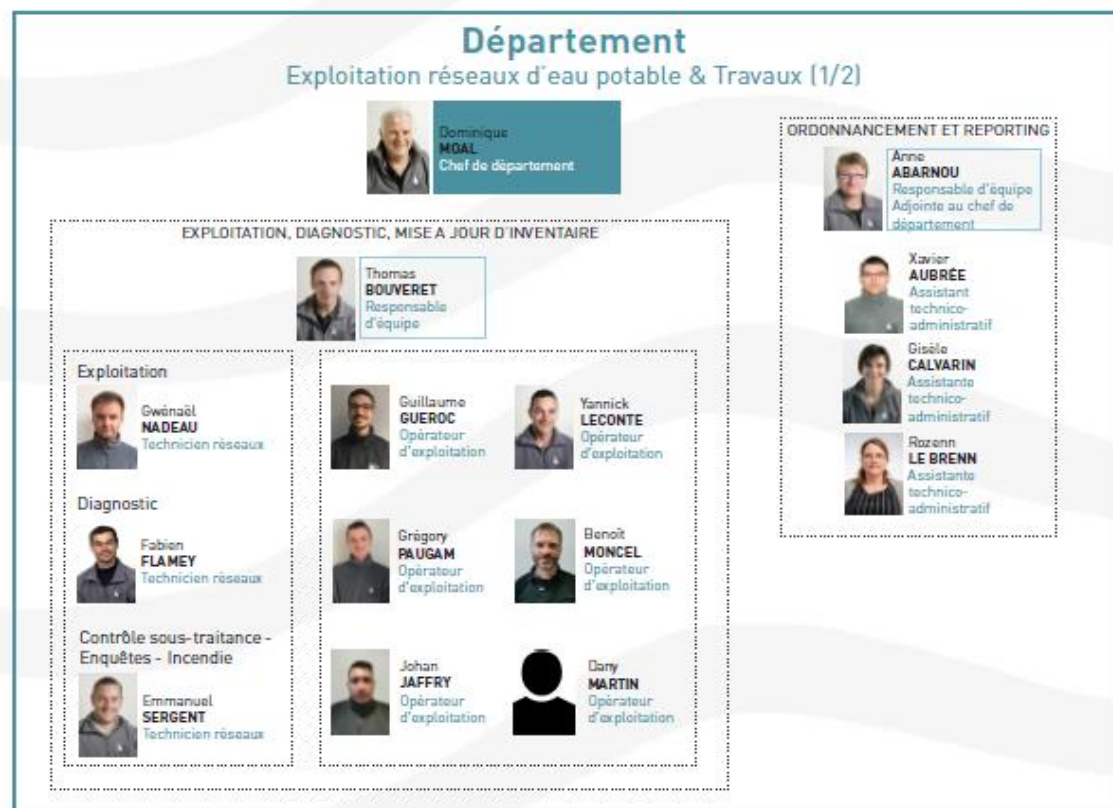 Département
Exploitation réseaux d'eau potable & Travaux (1/2)
Dominique
MOAL
Chef de département
ORDONNANCEMENT ET REPORTING
Anne
ABARNOU
Responsable d'équipe
Adjointe au chef de
département
Xavier
AUBRÉE
Assistant
technico-
administratif
Gisèle
CALVARIN
Assistante
technico-
administratif
Rozenn
LE BRENN
Assistante
technico-
administratif
EXPLOITATION, DIAGNOSTIC, MISE A JOUR D'INVENTAIRE
Thomas
BOUVERET
Responsable
d'équipe
Exploitation
Gwénaël
NADEAU
Technicien réseaux
Diagnostic
Fabien
FLAMEY
Technicien réseaux
Contrôle sous-traitance -
Enquêtes - Incendie
Emmanuel
SERGENT
Technicien réseaux
Guillaume
GUEROC
Opérateur
d'exploitation
Yannick
LECONTE
Opérateur
d'exploitation
Grégory
PAUGAM
Opérateur
d'exploitation
Benoît
MONCEL
Opérateur
d'exploitation
Johan
JAFFRY
Opérateur
d'exploitation
Dany
MARTIN
Opérateur
d'exploitation